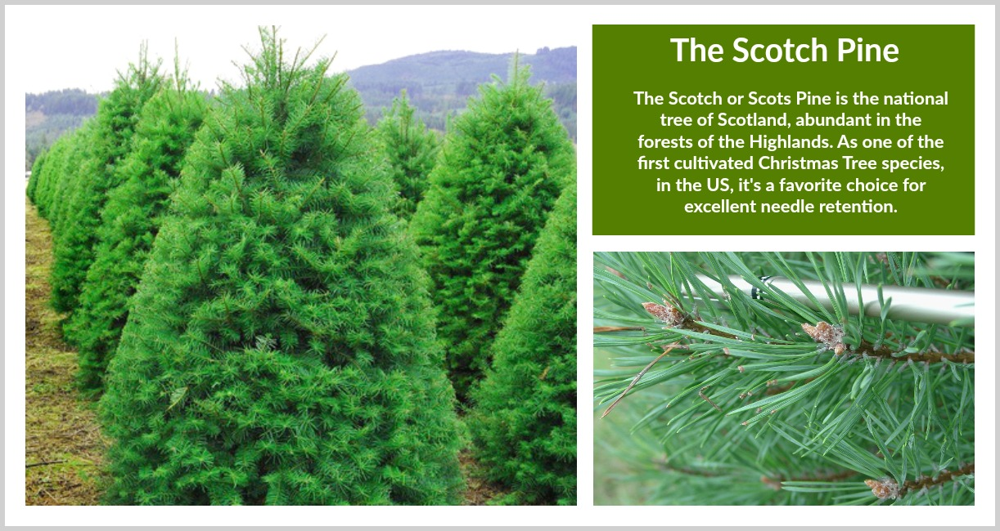 The Scotch Pine
The Scotch or Scots Pine is the national
tree of Scotland, abundant in the
forests of the Highlands. As one of the
first cultivated Christmas Tree species,
in the US, it's a favorite choice for
excellent needle retention.